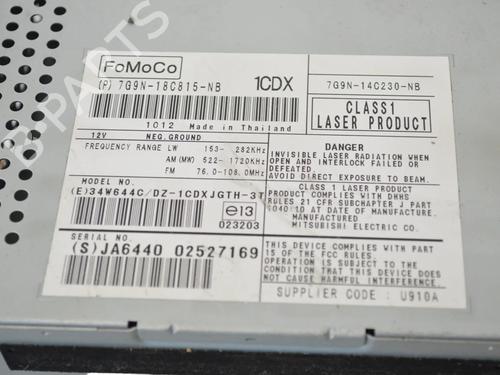 FoMoCo
(P) 7G9N-18C815-NB
1CDX
7G9N-14C230-NB
1012 Made in Thailand
CLASS1
LASER PRODUCT
12V NEG.GROUND
FREQUENCY RANGE LW 153- 282KHz
AM(MW) 522-1720KHz
FM 76.0-108.0MHz
DANGER
INVISIBLE LASER RADIATION WHEN
OPEN AND INTERLOCK FAILED OR
DEFEATED.
AVOID DIRECT EXPOSURE TO BEAM.
MODEL NO.
(E)34W644C/DZ-1CDXJGTH-3T
e13
023203
CLASS 1 LASER PRODUCT
PRODUCT COMPLIES WITH DHHS
RULES 21 CFR SUBCHAPTER J PART
1040.10 AT DATE OF MANUFACTURE.
MANUFACTURED
MITSUBISHI ELECTRIC CO.
SERIAL NO.
(S)JA6440 02527169
THIS DEVICE COMPLIES WITH PART
15 OF THE FCC RULES.
OPERATION IS SUBJECT TO THE
CONDITION THAT THIS DEVICE DOES
NOT CAUSE HARMFUL INTERFERENCE.
SUPPLIER CODE : U910A
B-PARTS